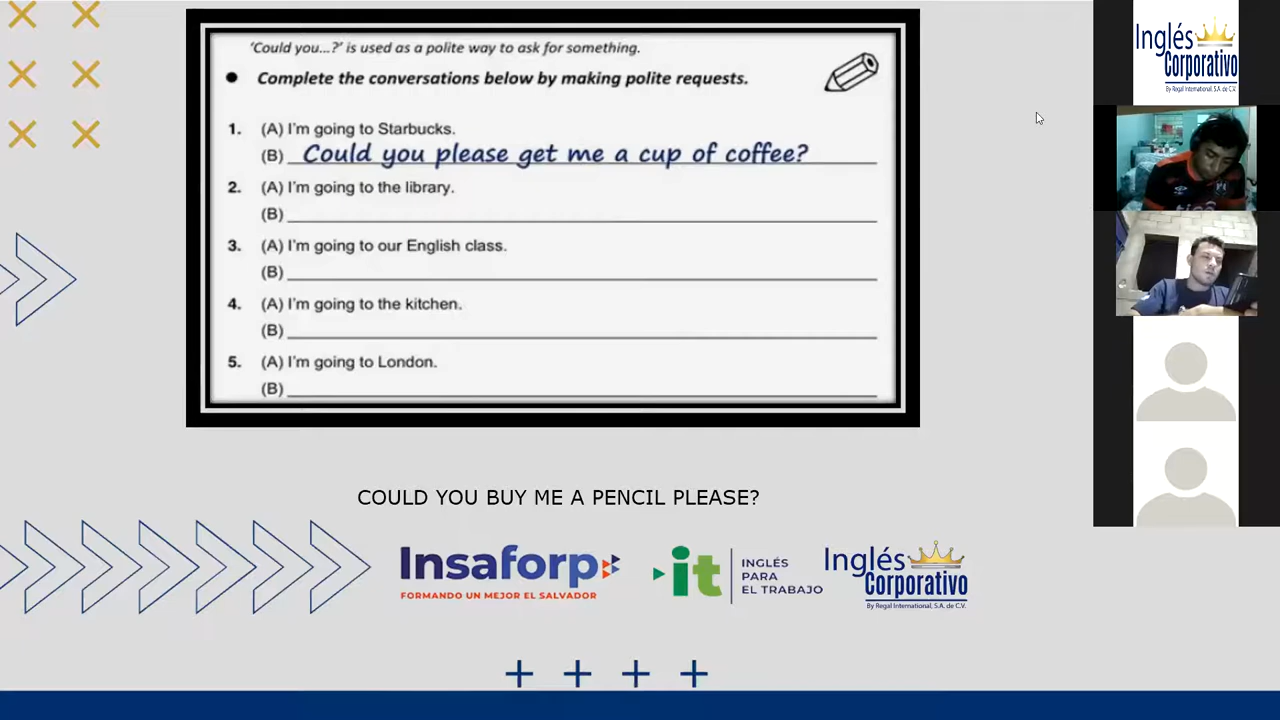 'Could you...?' is used as a polite way to ask for something.
● Complete the conversations below by making polite requests.
1. (A) I'm going to Starbucks.
(B) Could you please get me a cup of coffee?
2. (A) I'm going to the library.
(B)
3. (A) I'm going to our English class.
(B)
4. (A) I'm going to the kitchen.
(B)
5. (A) I'm going to London.
(B)
COULD YOU BUY ME A PENCIL PLEASE?
Insaforp
FORMANDO UN MEJOR EL SALVADOR
it
INGLÉS
PARA
EL TRABAJO
Inglés
Corporativo
By Regal International, S.A. de C.V.
Inglés
Corporativo
By Regal International, S.A. de C.V.